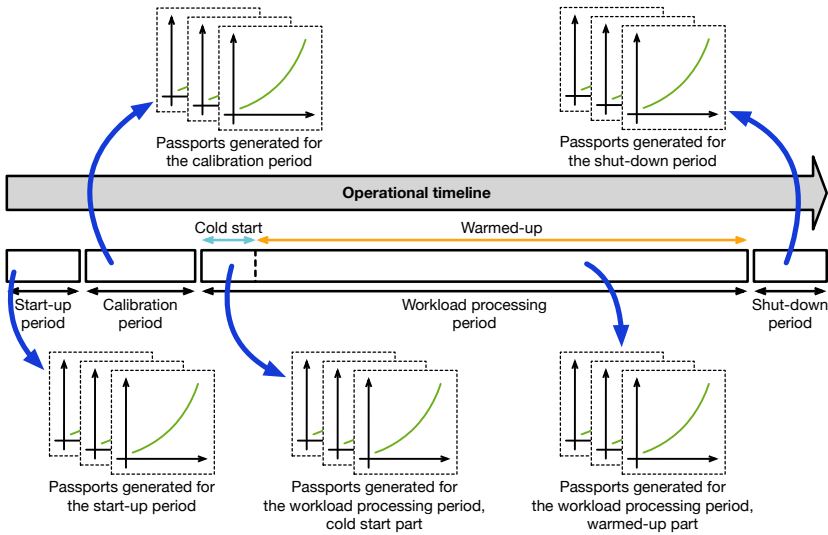 Passports generated for
the calibration period
Passports generated for
the shut-down period
Operational timeline
Cold start
Warmed-up
Start-up
period
Calibration
period
Workload processing
period
Shut-down
period
Passports generated for
the start-up period
Passports generated for
the workload processing period,
cold start part
Passports generated for
the workload processing period,
warmed-up part